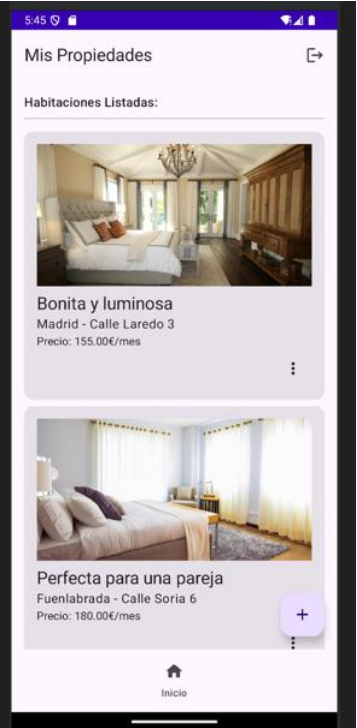 5:45
Mis Propiedades
Habitaciones Listadas:
Bonita y luminosa
Madrid - Calle Laredo 3
Precio: 155.00€/mes
Perfecta para una pareja
Fuenlabrada - Calle Soria 6
Precio: 180.00€/mes
+
Inicio